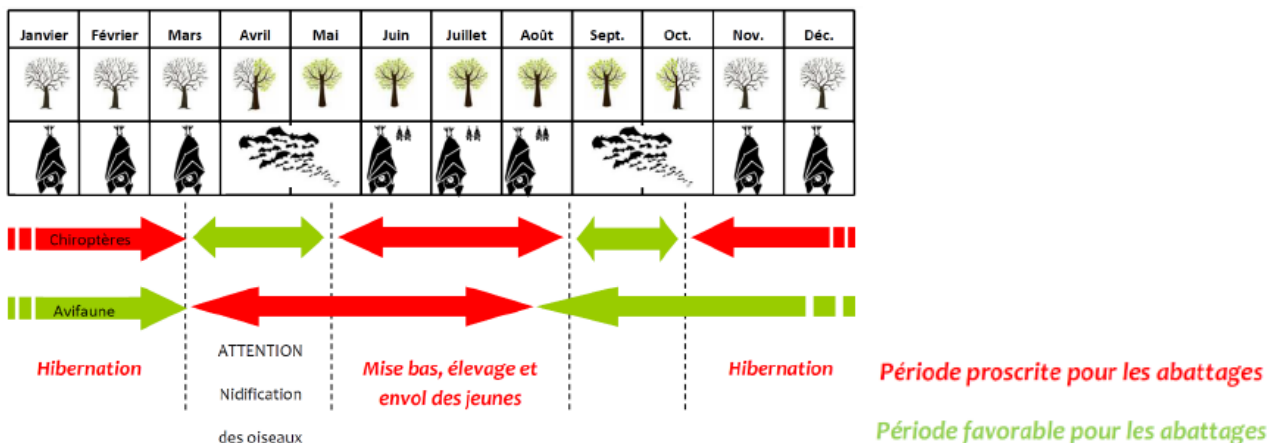 Janvier Février Mars Avril Mai Juin Juillet Août Sept. Oct. Nov. Déc.
Chiroptères
Avifaune
Hibernation
ATTENTION
Nidification
des oiseaux
Mise bas, élevage et
envol des jeunes
Hibernation
Période proscrite pour les abattages
Période favorable pour les abattages